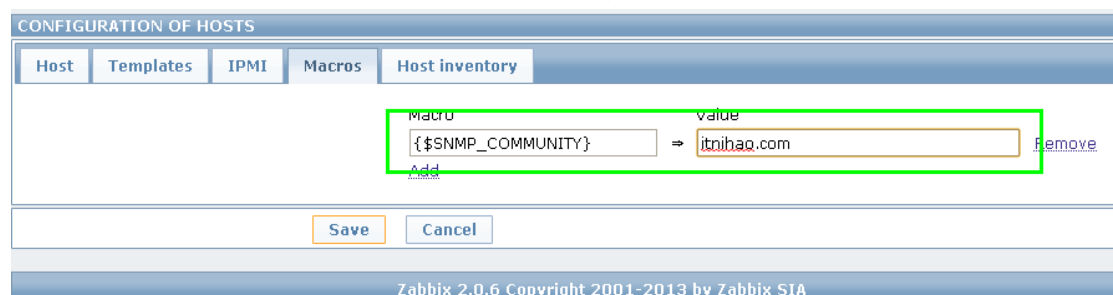 CONFIGURATION OF HOSTS
Host Templates IPMI Macros Host inventory
Macro Value
{$SNMP_COMMUNITY} ⇒ itnihao.com Remove
Add
Save Cancel
Zabbix 2.0.6 Copyright 2001-2013 by Zabbix SIA